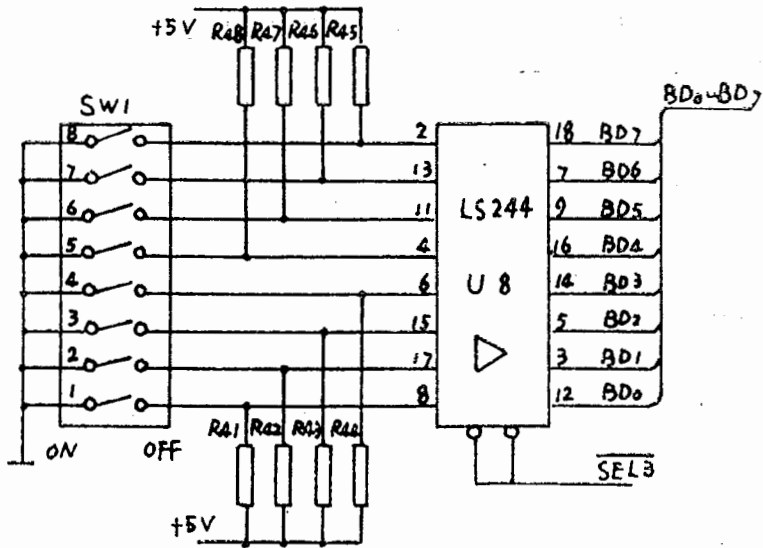 +5V R48 R47 R46 R45
SW1
BD0-BD7
8 2 18 BD7
7 13 7 BD6
6 11 LS244 9 BD5
5 4 16 BD4
4 6 U8 14 BD3
3 15 5 BD2
2 17 3 BD1
1 8 12 BD0
ON OFF R41 R42 R43 R44
SEL3
+5V